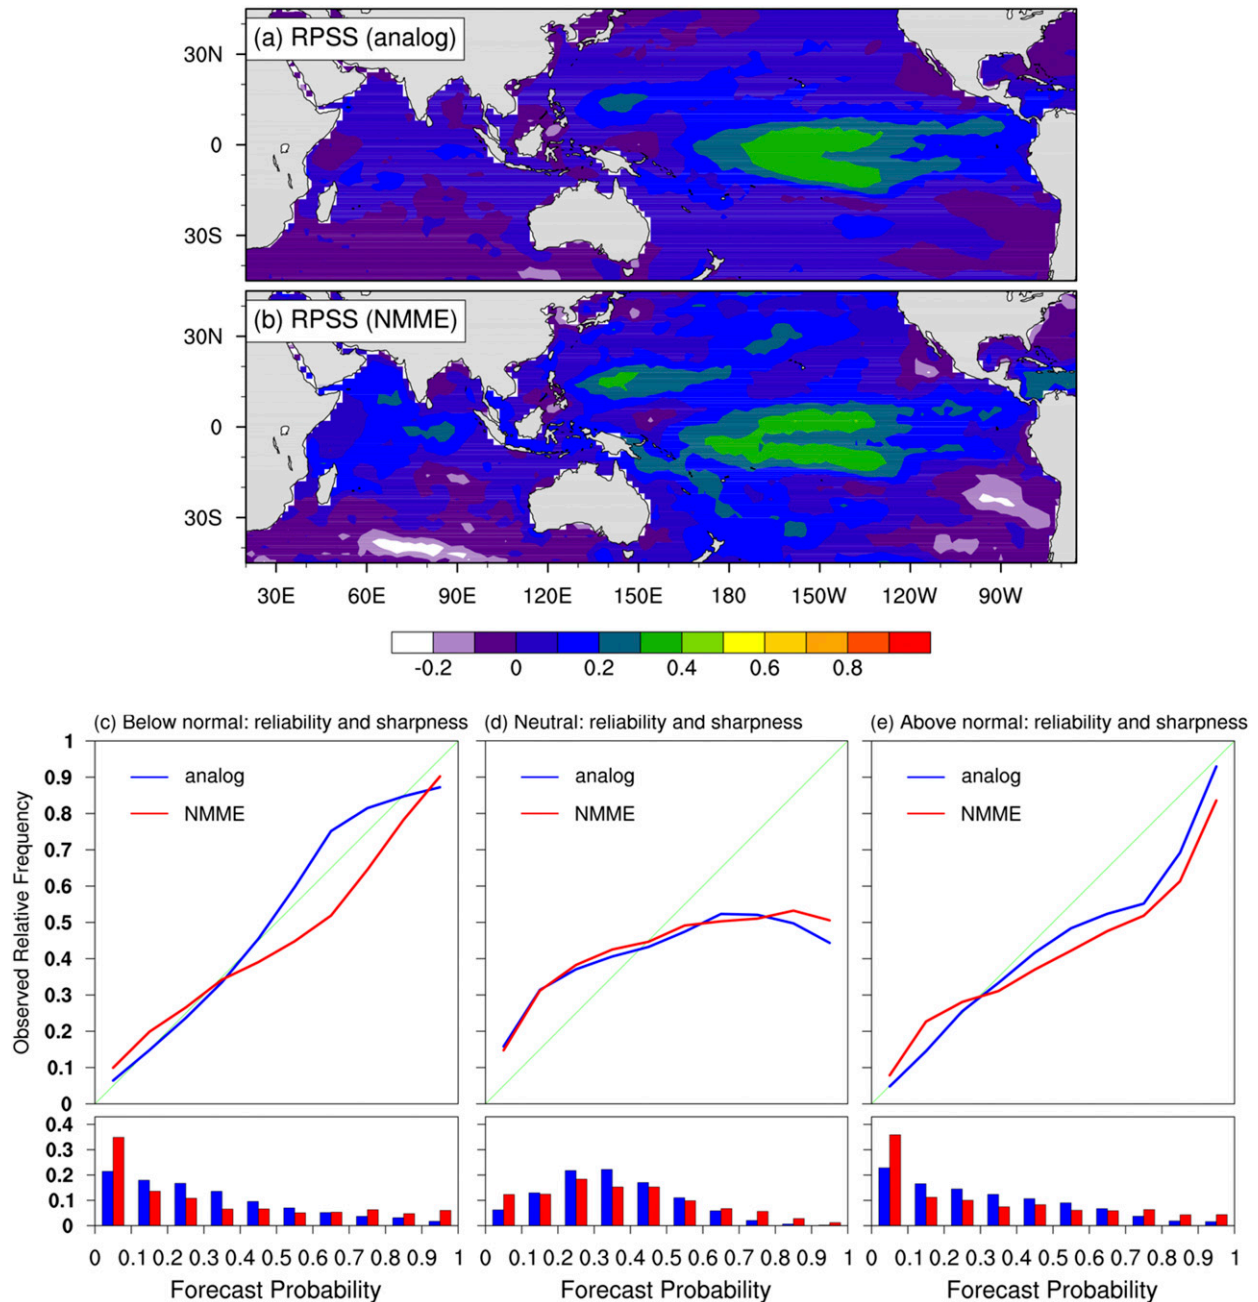 (a) RPSS (analog)
30N
0
30S
(b) RPSS (NMME)
30N
0
30S
30E 60E 90E 120E 150E 180 150W 120W 90W
-0.2 0 0.2 0.4 0.6 0.8
(c) Below normal: reliability and sharpness (d) Neutral: reliability and sharpness (e) Above normal: reliability and sharpness
1
0.9 analog analog analog
0.8 NMME NMME NMME
0.7
0.6
0.5
0.4
0.3
0.2
0.1
0
Observed Relative Frequency
0.4
0.3
0.2
0.1
0
0 0.1 0.2 0.3 0.4 0.5 0.6 0.7 0.8 0.9 1 0 0.1 0.2 0.3 0.4 0.5 0.6 0.7 0.8 0.9 1 0 0.1 0.2 0.3 0.4 0.5 0.6 0.7 0.8 0.9 1
Forecast Probability Forecast Probability Forecast Probability